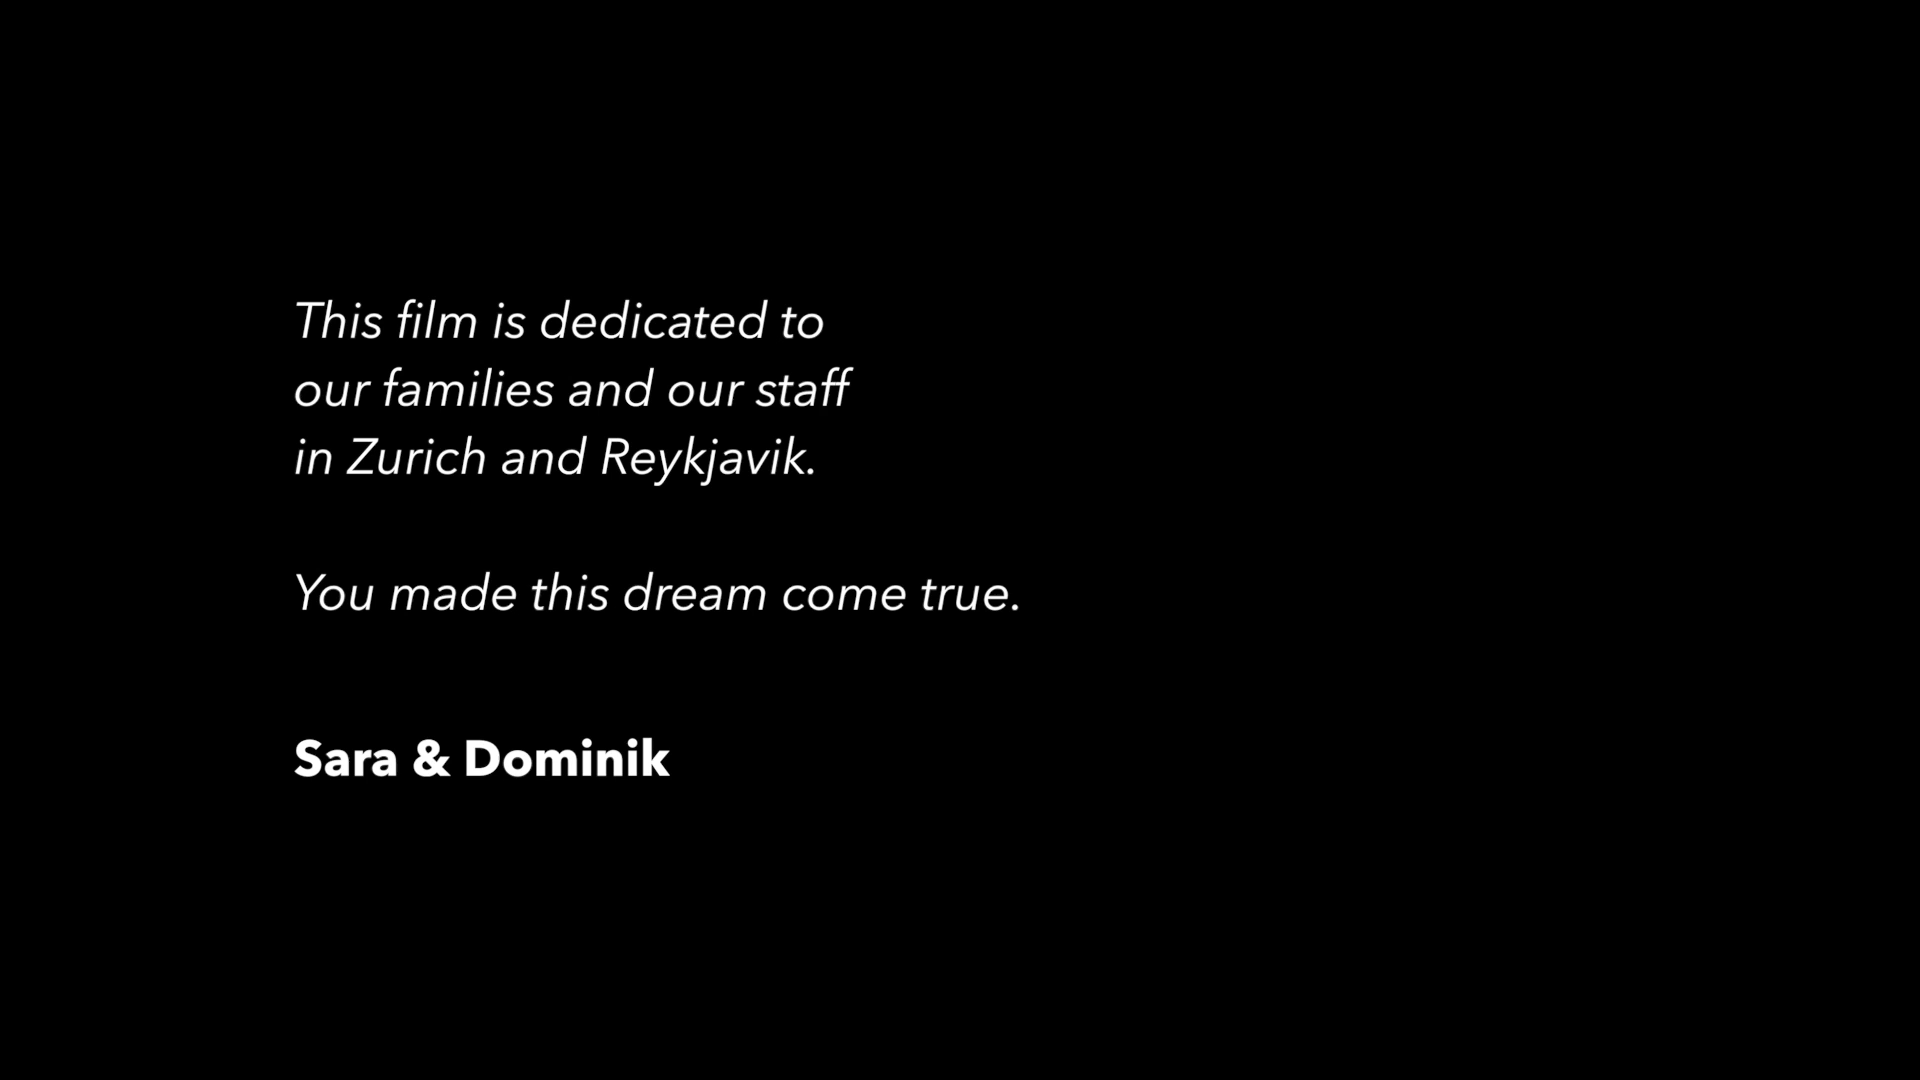 This film is dedicated to
our families and our staff
in Zurich and Reykjavik.
You made this dream come true.
Sara & Dominik